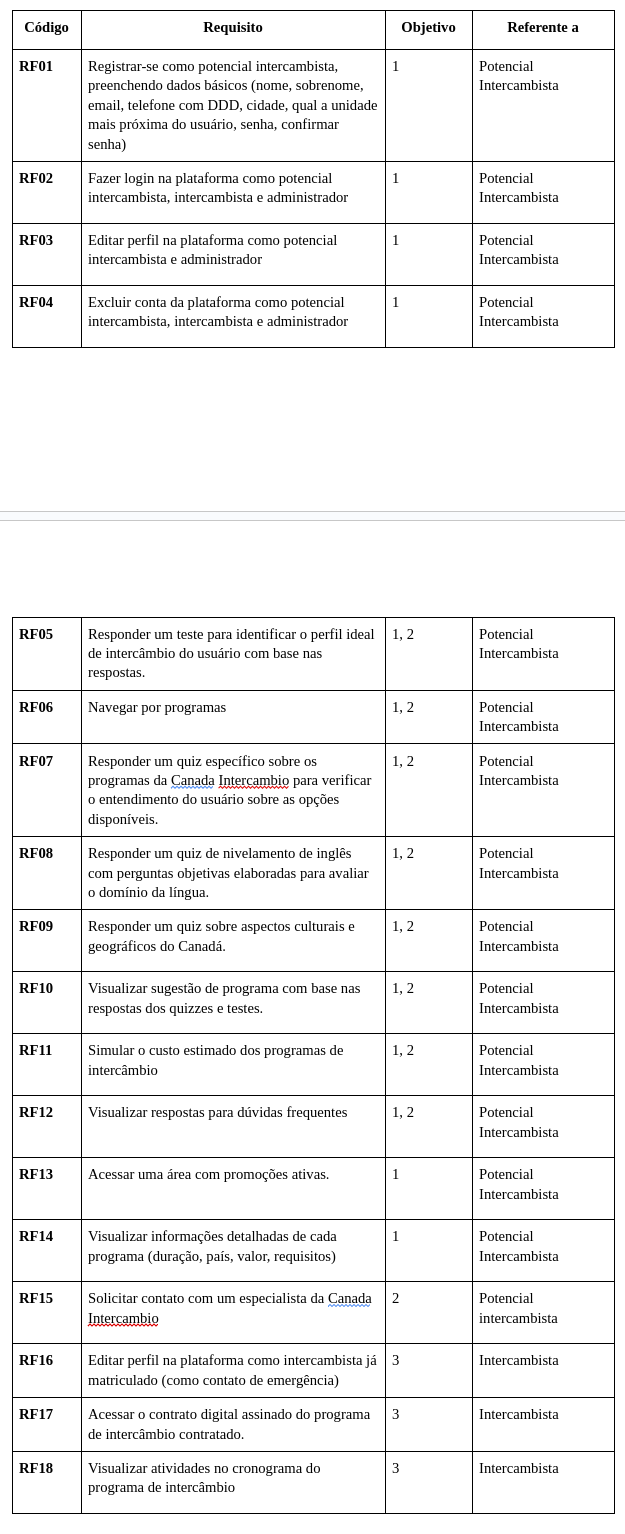 Código Requisito Objetivo Referente a
RF01 Registrar-se como potencial intercambista, 1 Potencial
preenchendo dados básicos (nome, sobrenome, Intercambista
email, telefone com DDD, cidade, qual a unidade
mais próxima do usuário, senha, confirmar
senha)
RF02 Fazer login na plataforma como potencial 1 Potencial
intercambista, intercambista e administrador Intercambista
RF03 Editar perfil na plataforma como potencial 1 Potencial
intercambista e administrador Intercambista
RF04 Excluir conta da plataforma como potencial 1 Potencial
intercambista, intercambista e administrador Intercambista
RF05 Responder um teste para identificar o perfil ideal 1, 2 Potencial
de intercâmbio do usuário com base nas Intercambista
respostas.
RF06 Navegar por programas 1, 2 Potencial
Intercambista
RF07 Responder um quiz específico sobre os 1, 2 Potencial
programas da Canada Intercambio para verificar Intercambista
o entendimento do usuário sobre as opções
disponíveis.
RF08 Responder um quiz de nivelamento de inglês 1, 2 Potencial
com perguntas objetivas elaboradas para avaliar Intercambista
o domínio da língua.
RF09 Responder um quiz sobre aspectos culturais e 1, 2 Potencial
geográficos do Canadá. Intercambista
RF10 Visualizar sugestão de programa com base nas 1, 2 Potencial
respostas dos quizzes e testes. Intercambista
RF11 Simular o custo estimado dos programas de 1, 2 Potencial
intercâmbio Intercambista
RF12 Visualizar respostas para dúvidas frequentes 1, 2 Potencial
Intercambista
RF13 Acessar uma área com promoções ativas. 1 Potencial
Intercambista
RF14 Visualizar informações detalhadas de cada 1 Potencial
programa (duração, país, valor, requisitos) Intercambista
RF15 Solicitar contato com um especialista da Canada 2 Potencial
Intercambio intercambista
RF16 Editar perfil na plataforma como intercambista já 3 Intercambista
matriculado (como contato de emergência)
RF17 Acessar o contrato digital assinado do programa 3 Intercambista
de intercâmbio contratado.
RF18 Visualizar atividades no cronograma do 3 Intercambista
programa de intercâmbio